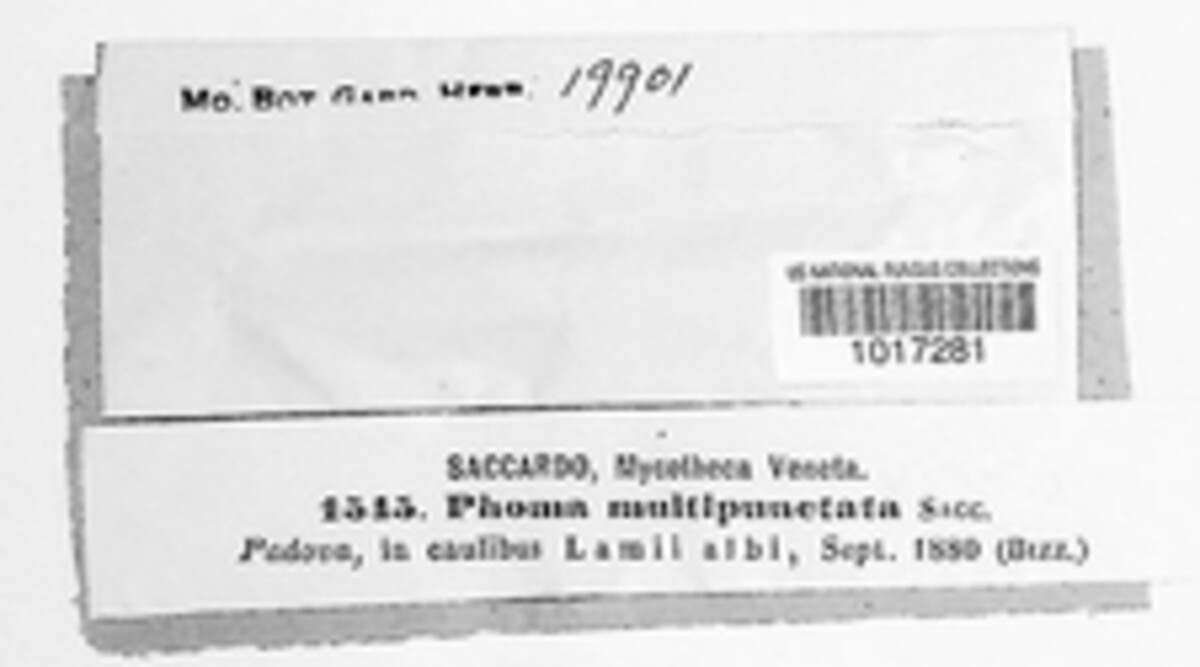 Mo. Bot. Gard. Herb. 19901
US NATIONAL FUNGUS COLLECTIONS
1017281
SACCARDO, Mycotheca Veneta.
1515. Phoma multipunctata Sacc.
Padova, in caulibus Lamii albi, Sept. 1880 (Bizz.)